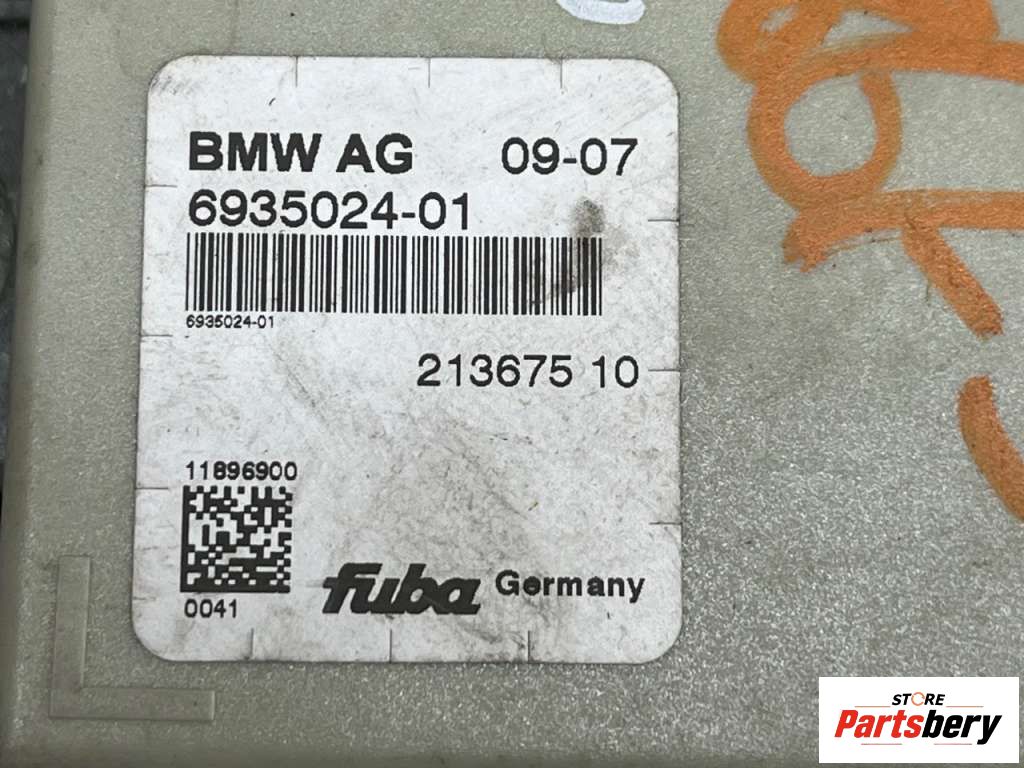 BMW AG 09-07
6935024-01
6935024-01
213675 10
11896900
0041
fuba Germany
STORE
Partsbery